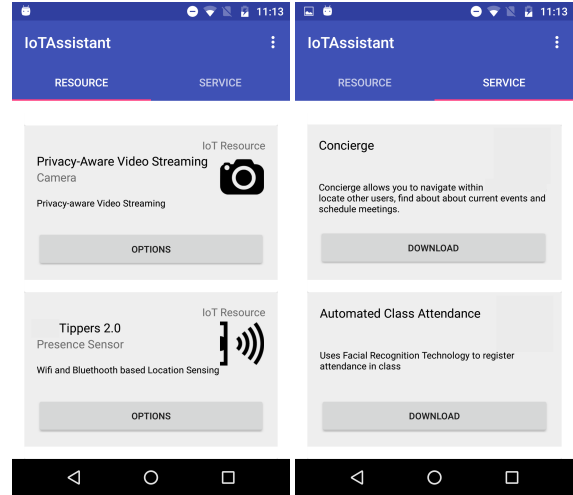 11:13
IoTAssistant
RESOURCE SERVICE
IoT Resource
Privacy-Aware Video Streaming
Camera
Privacy-aware Video Streaming
OPTIONS
IoT Resource
Tippers 2.0
Presence Sensor
Wifi and Bluethooth based Location Sensing
OPTIONS
11:13
IoTAssistant
RESOURCE SERVICE
Concierge
Concierge allows you to navigate within
locate other users, find about about current events and
schedule meetings.
DOWNLOAD
Automated Class Attendance
Uses Facial Recognition Technology to register
attendance in class
DOWNLOAD